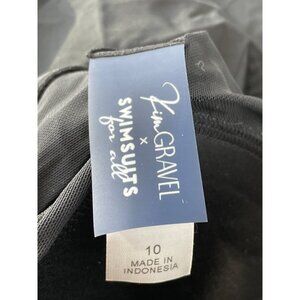 Kim GRAVEL
x
SWIMSUITS
for all
10
MADE IN
INDONESIA